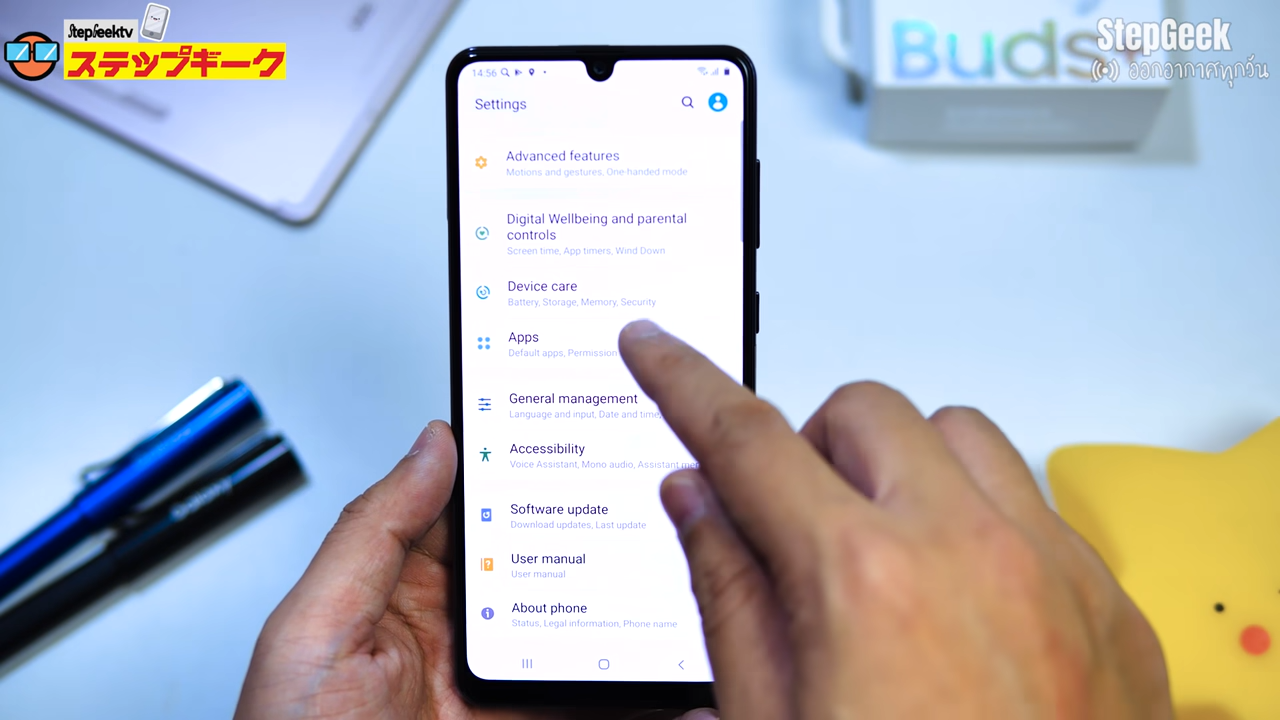 StepGeektv
ステップギーク
StepGeek
ออกอากาศทุกวัน
Buds
14:56
Settings
Advanced features
Motions and gestures, One-handed mode
Digital Wellbeing and parental
controls
Screen time, App timers, Wind Down
Device care
Battery, Storage, Memory, Security
Apps
Default apps, Permission
General management
Language and input, Date and time,
Accessibility
Voice Assistant, Mono audio, Assistant
Software update
Download updates, Last update
User manual
User manual
About phone
Status, Legal information, Phone name